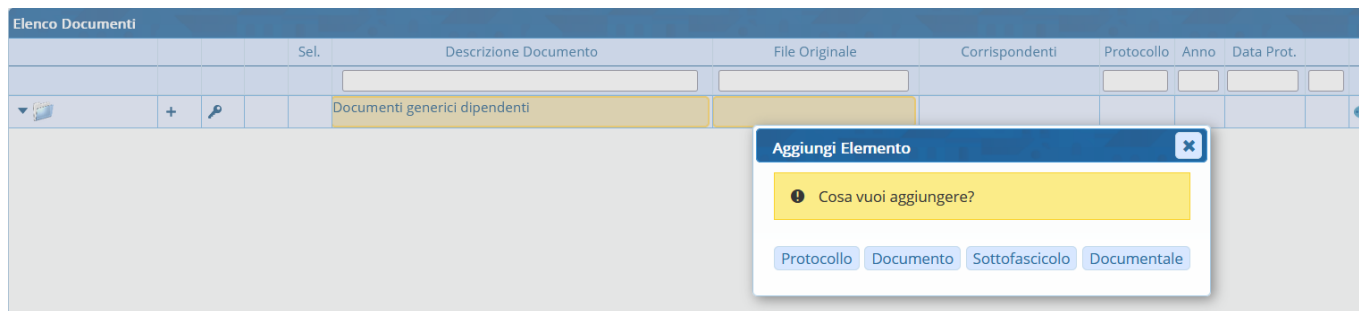 Elenco Documenti
Sel. Descrizione Documento File Originale Corrispondenti Protocollo Anno Data Prot.
Documenti generici dipendenti
Aggiungi Elemento
Cosa vuoi aggiungere?
Protocollo Documento Sottofascicolo Documentale